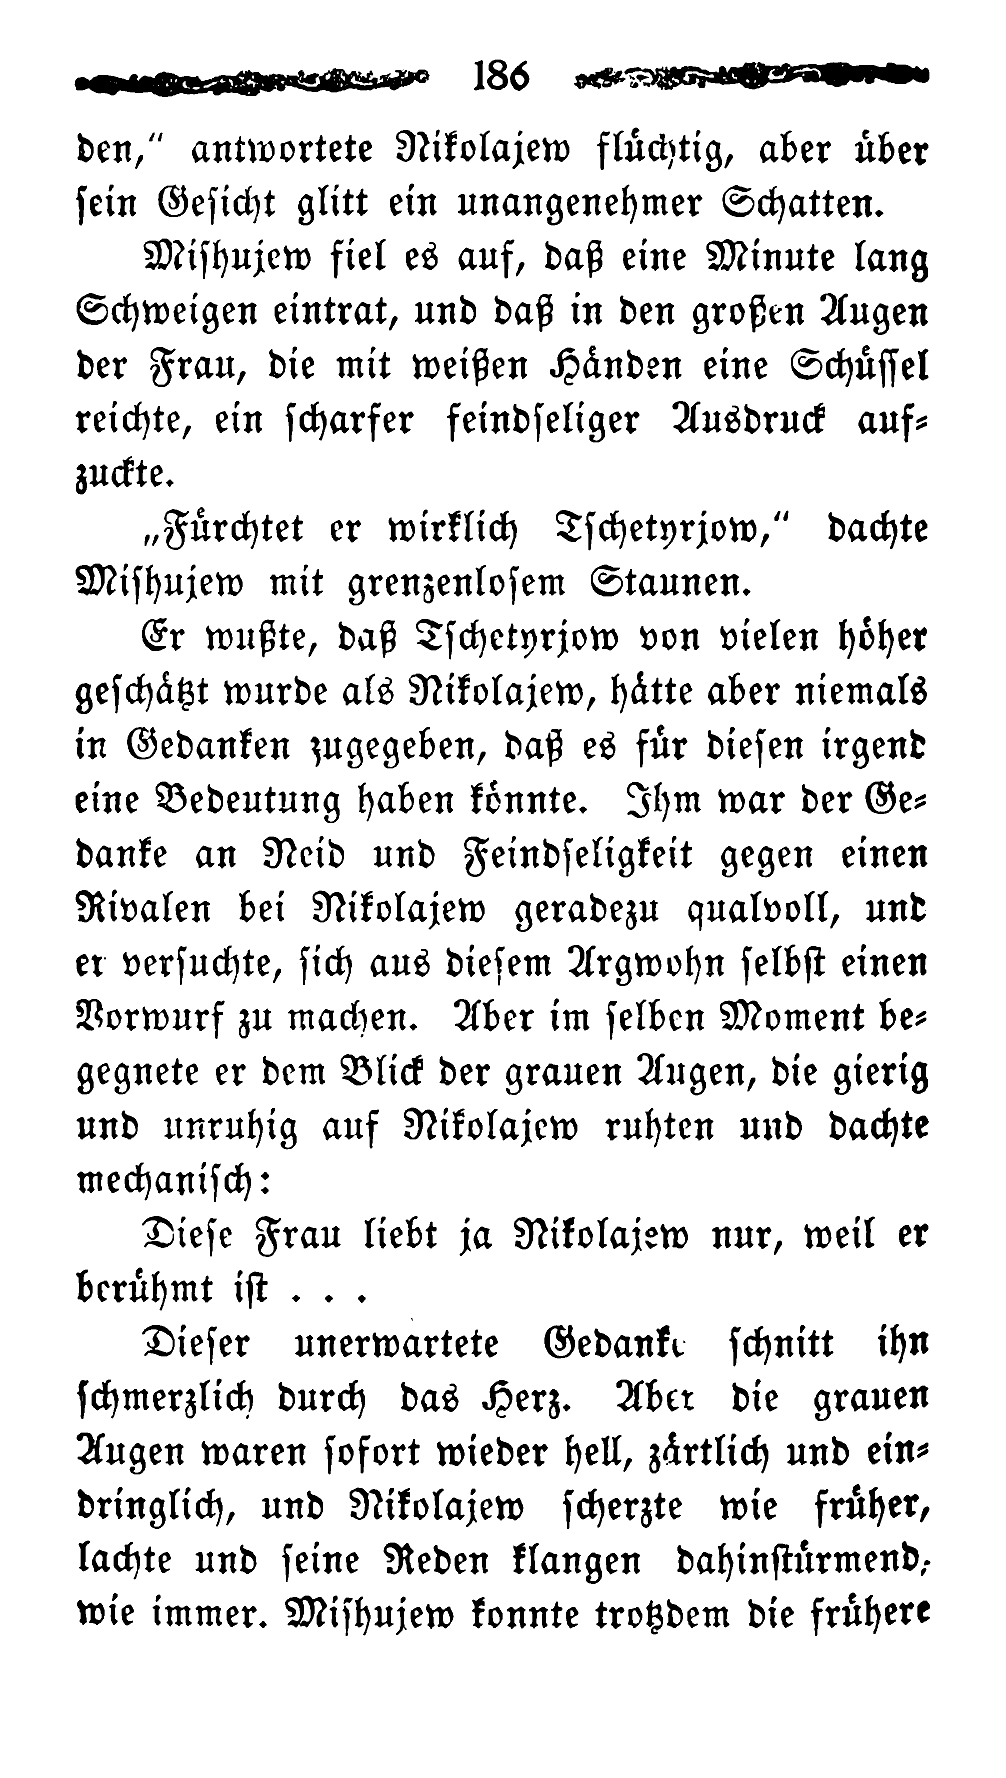 186
den,“ antwortete Nikolajew flüchtig, aber über
sein Gesicht glitt ein unangenehmer Schatten.
Mishujew fiel es auf, daß eine Minute lang
Schweigen eintrat, und daß in den großen Augen
der Frau, die mit weißen Händen eine Schüssel
reichte, ein scharfer feindseliger Ausdruck auf-
zuckte.
„Fürchtet er wirklich Tschetyrjow,“ dachte
Mishujew mit grenzenlosem Staunen.
Er wußte, daß Tschetyrjow von vielen höher
geschätzt wurde als Nikolajew, hätte aber niemals
in Gedanken zugegeben, daß es für diesen irgend
eine Bedeutung haben könnte. Ihm war der Ge-
danke an Neid und Feindseligkeit gegen einen
Rivalen bei Nikolajew geradezu qualvoll, und
er versuchte, sich aus diesem Argwohn selbst einen
Vorwurf zu machen. Aber im selben Moment be-
gegnete er dem Blick der grauen Augen, die gierig
und unruhig auf Nikolajew ruhten und dachte
mechanisch:
Diese Frau liebt ja Nikolajew nur, weil er
berühmt ist . . .
Dieser unerwartete Gedanke schnitt ihn
schmerzlich durch das Herz. Aber die grauen
Augen waren sofort wieder hell, zärtlich und ein-
dringlich, und Nikolajew scherzte wie früher,
lachte und seine Reden klangen dahinstürmend,
wie immer. Mishujew konnte trotzdem die frühere